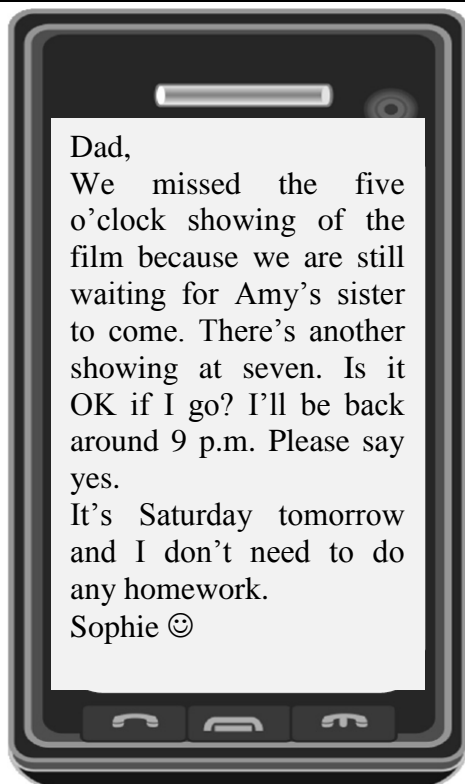 Dad,
We missed the five
o’clock showing of the
film because we are still
waiting for Amy’s sister
to come. There’s another
showing at seven. Is it
OK if I go? I’ll be back
around 9 p.m. Please say
yes.
It’s Saturday tomorrow
and I don’t need to do
any homework.
Sophie ☺